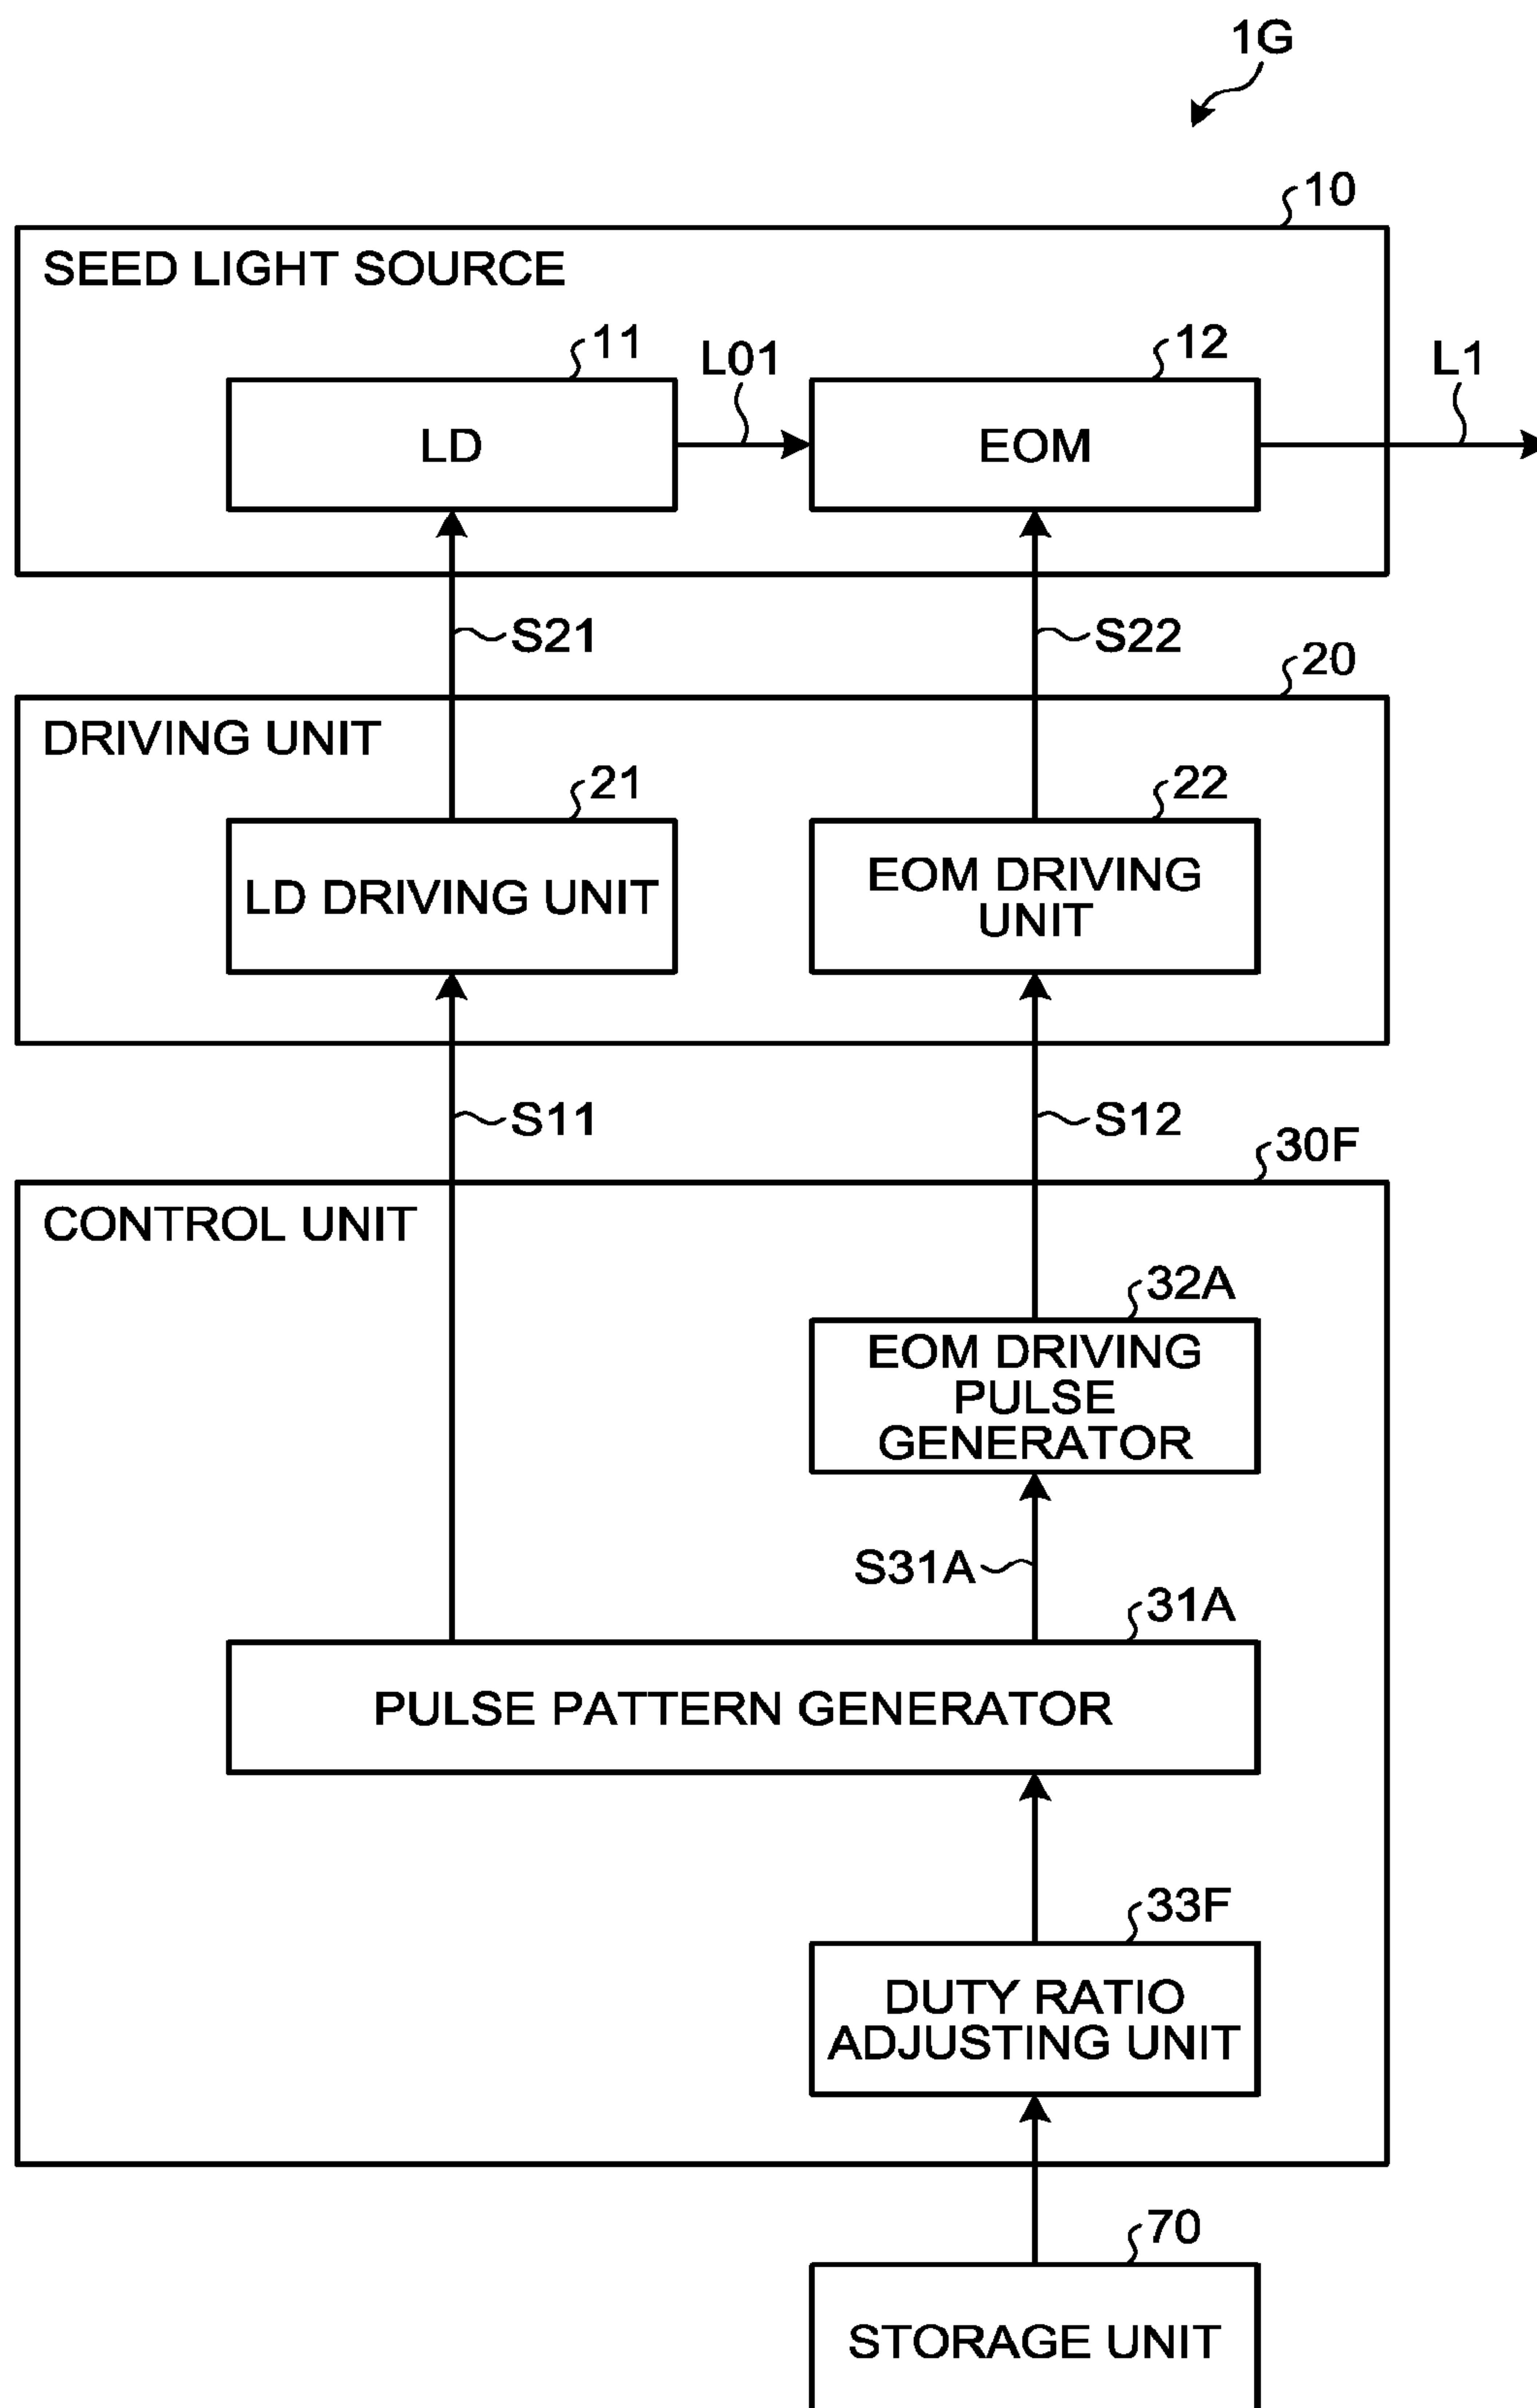 1G
10
SEED LIGHT SOURCE
11
L01
12
L1
LD
EOM
S21
S22
20
DRIVING UNIT
21
22
LD DRIVING UNIT
EOM DRIVING
UNIT
S11
S12
30F
CONTROL UNIT
32A
EOM DRIVING
PULSE
GENERATOR
S31A
31A
PULSE PATTERN GENERATOR
33F
DUTY RATIO
ADJUSTING UNIT
70
STORAGE UNIT